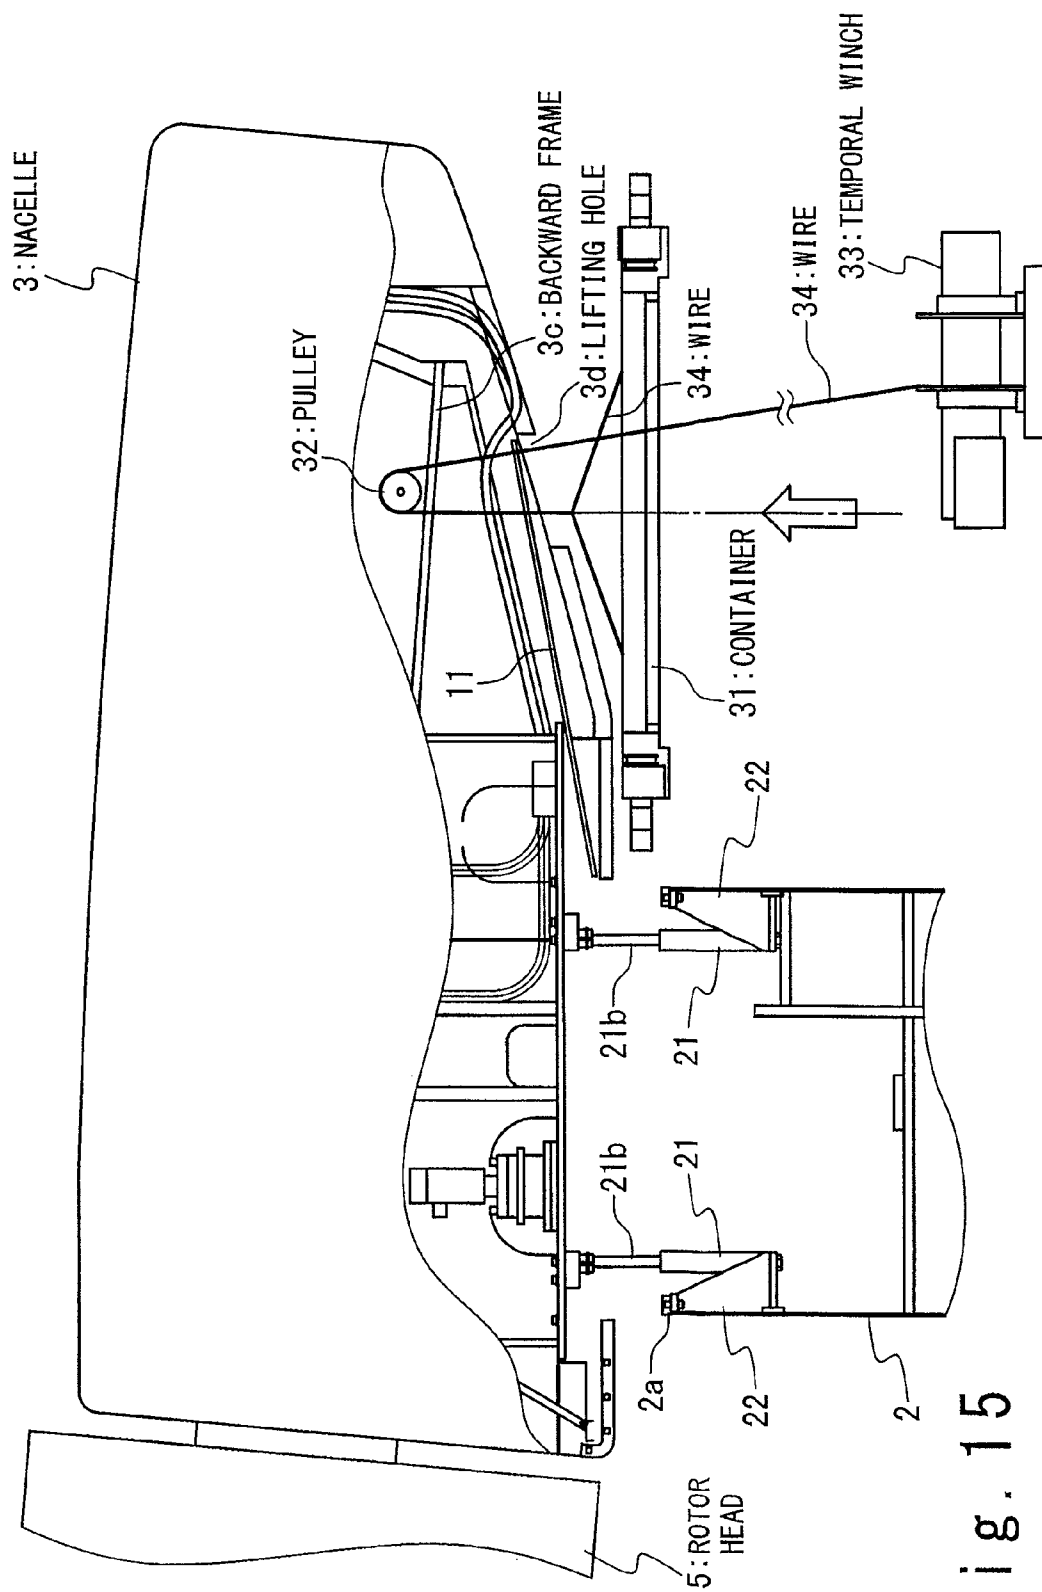 3:NACELLE
32:PULLEY
3c:BACKWARD FRAME
3d:LIFTING HOLE
34:WIRE
33:TEMPORAL WINCH
34:WIRE
11
31:CONTAINER
22
21b
21
21b
21
2a
22
2
5:ROTOR
HEAD
ig. 15